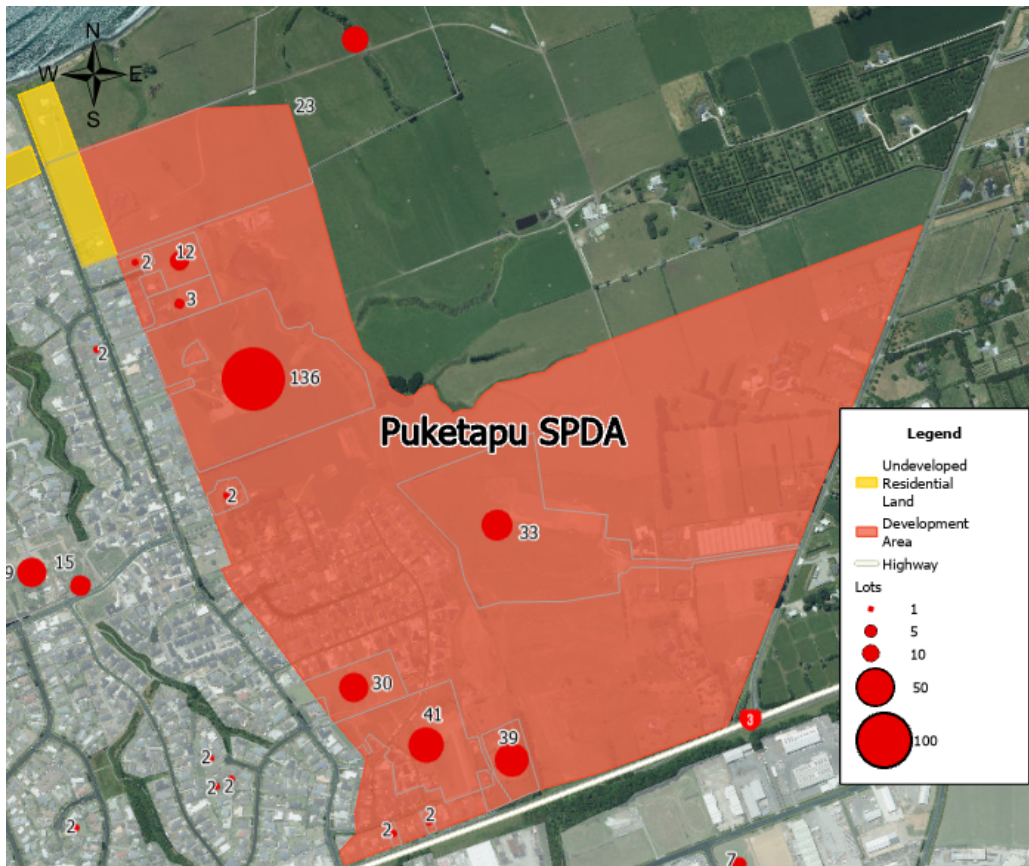 N
W E
S
23
2
12
3
2
136
Puketapu SPDA
2
33
9
15
30
41
39
2
2
2
2
2
2
7
3
Legend
Undeveloped
Residential
Land
Development
Area
Highway
Lots
1
5
10
50
100